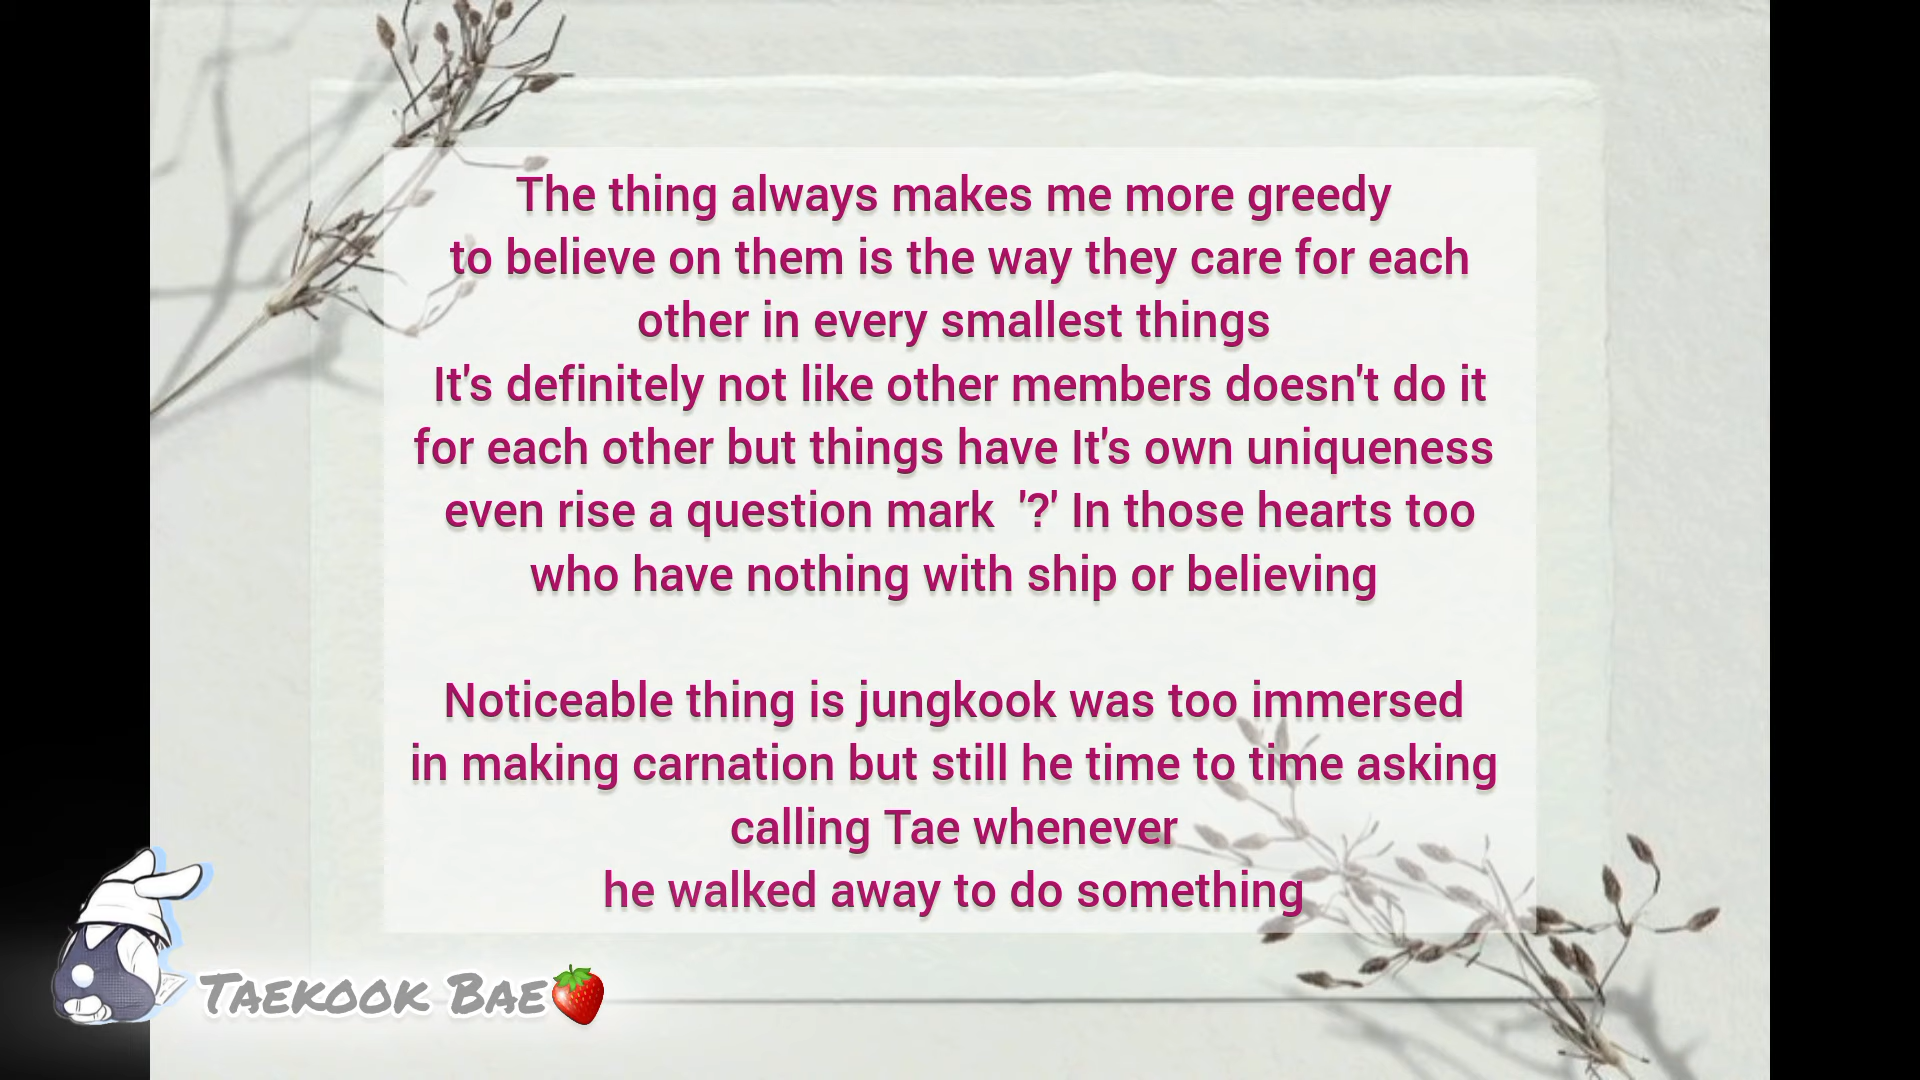 The thing always makes me more greedy
to believe on them is the way they care for each
other in every smallest things
It's definitely not like other members doesn't do it
for each other but things have It's own uniqueness
even rise a question mark  '?' In those hearts too
who have nothing with ship or believing
Noticeable thing is jungkook was too immersed
in making carnation but still he time to time asking
calling Tae whenever
he walked away to do something
TAEKOOK BAE🍓